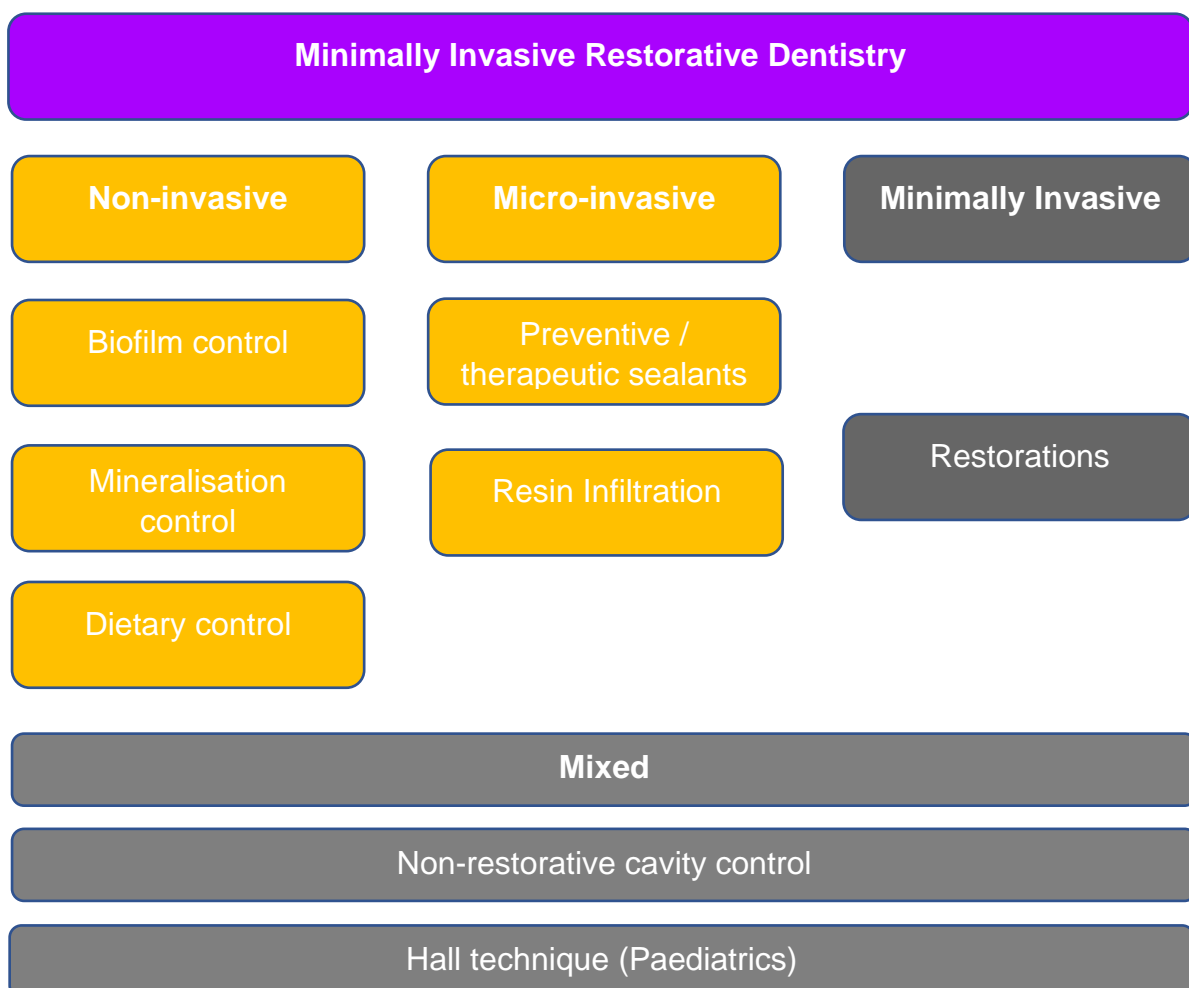 Minimally Invasive Restorative Dentistry
Non-invasive
Micro-invasive
Minimally Invasive
Biofilm control
Preventive /
therapeutic sealants
Restorations
Mineralisation
control
Resin Infiltration
Dietary control
Mixed
Non-restorative cavity control
Hall technique (Paediatrics)